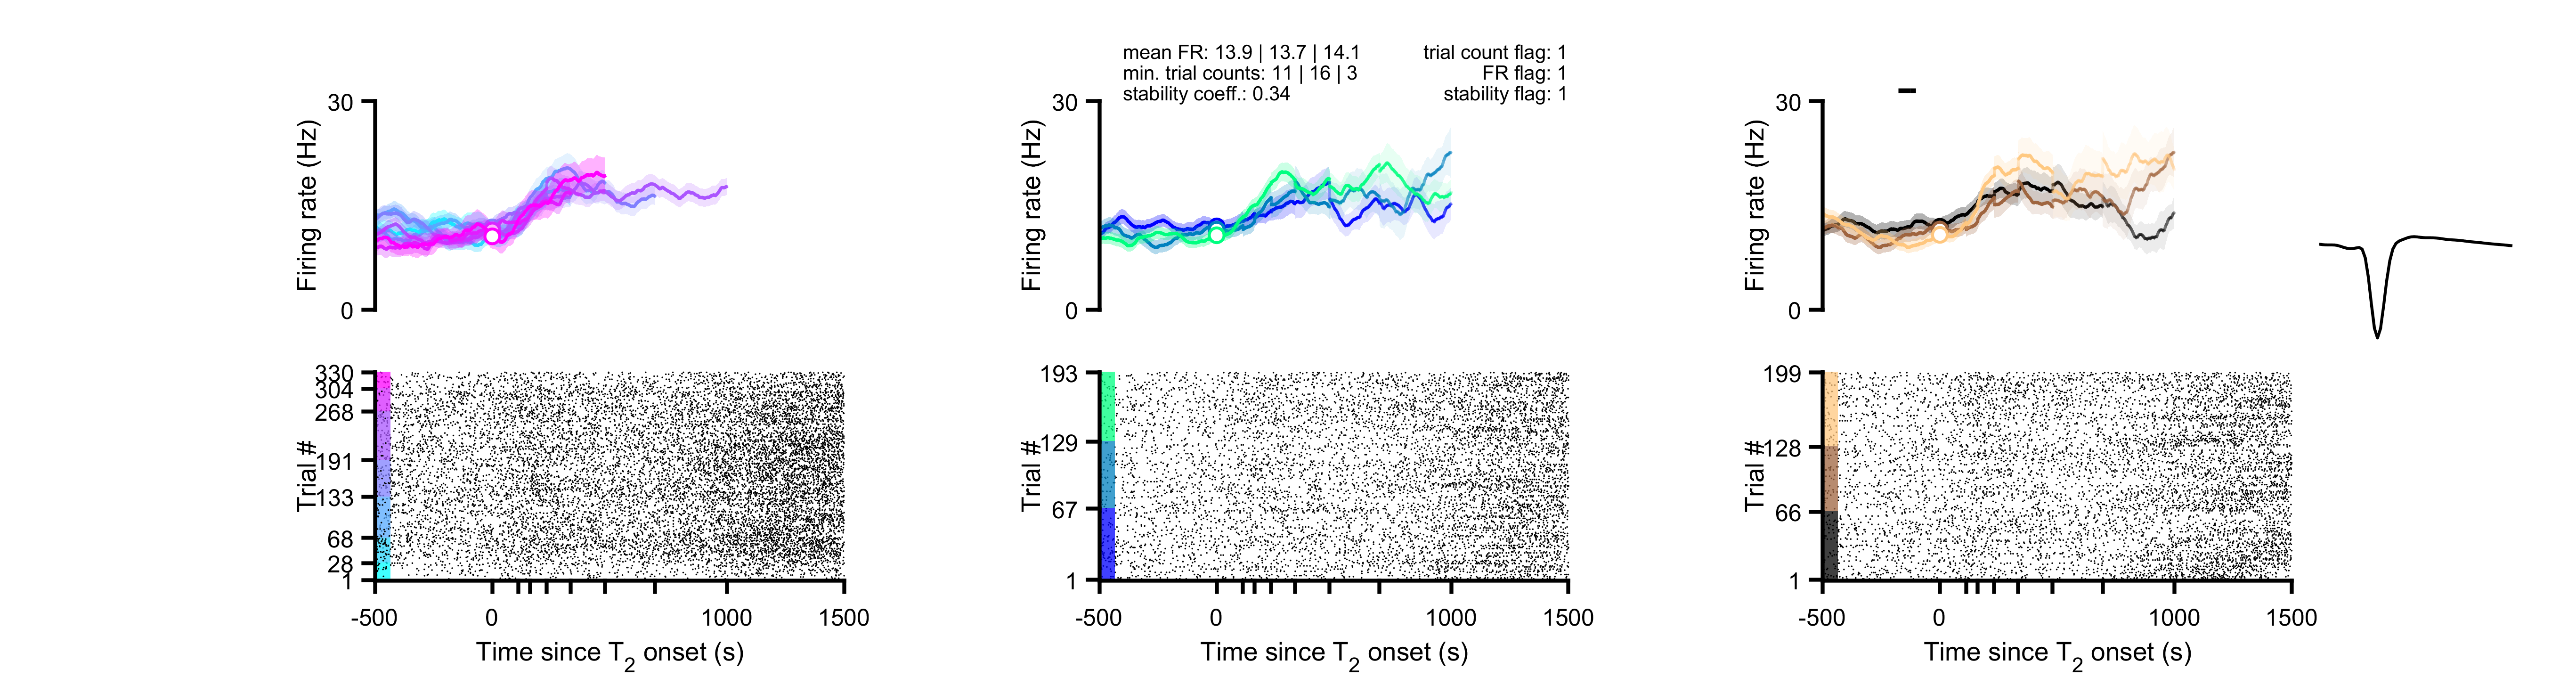 mean FR: 13.9 | 13.7 | 14.1
min. trial counts: 11 | 16 | 3
stability coeff.: 0.34
trial count flag: 1
FR flag: 1
stability flag: 1
30
Firing rate (Hz)
0
330
304
268
191
133
68
28
1
Trial #
-500
0
1000
1500
Time since T2 onset (s)
30
Firing rate (Hz)
0
193
129
67
1
Trial #
-500
0
1000
1500
Time since T2 onset (s)
30
Firing rate (Hz)
0
199
128
66
1
Trial #
-500
0
1000
1500
Time since T2 onset (s)